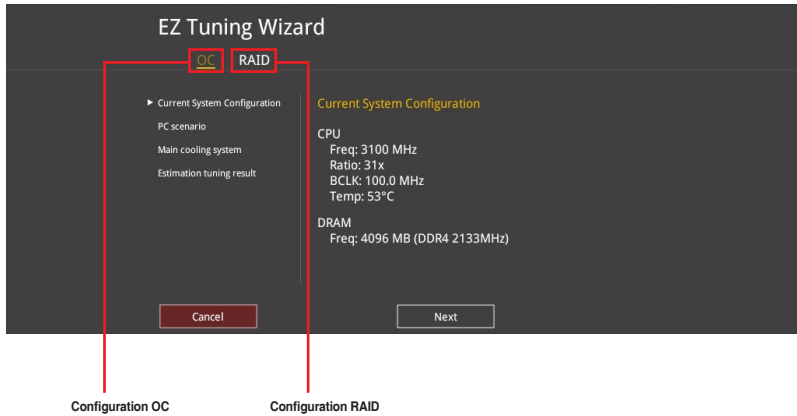 EZ Tuning Wizard
OC RAID
Current System Configuration
PC scenario
Main cooling system
Estimation tuning result
Current System Configuration
CPU
Freq: 3100 MHz
Ratio: 31x
BCLK: 100.0 MHz
Temp: 53°C
DRAM
Freq: 4096 MB (DDR4 2133MHz)
Cancel Next
Configuration OC Configuration RAID